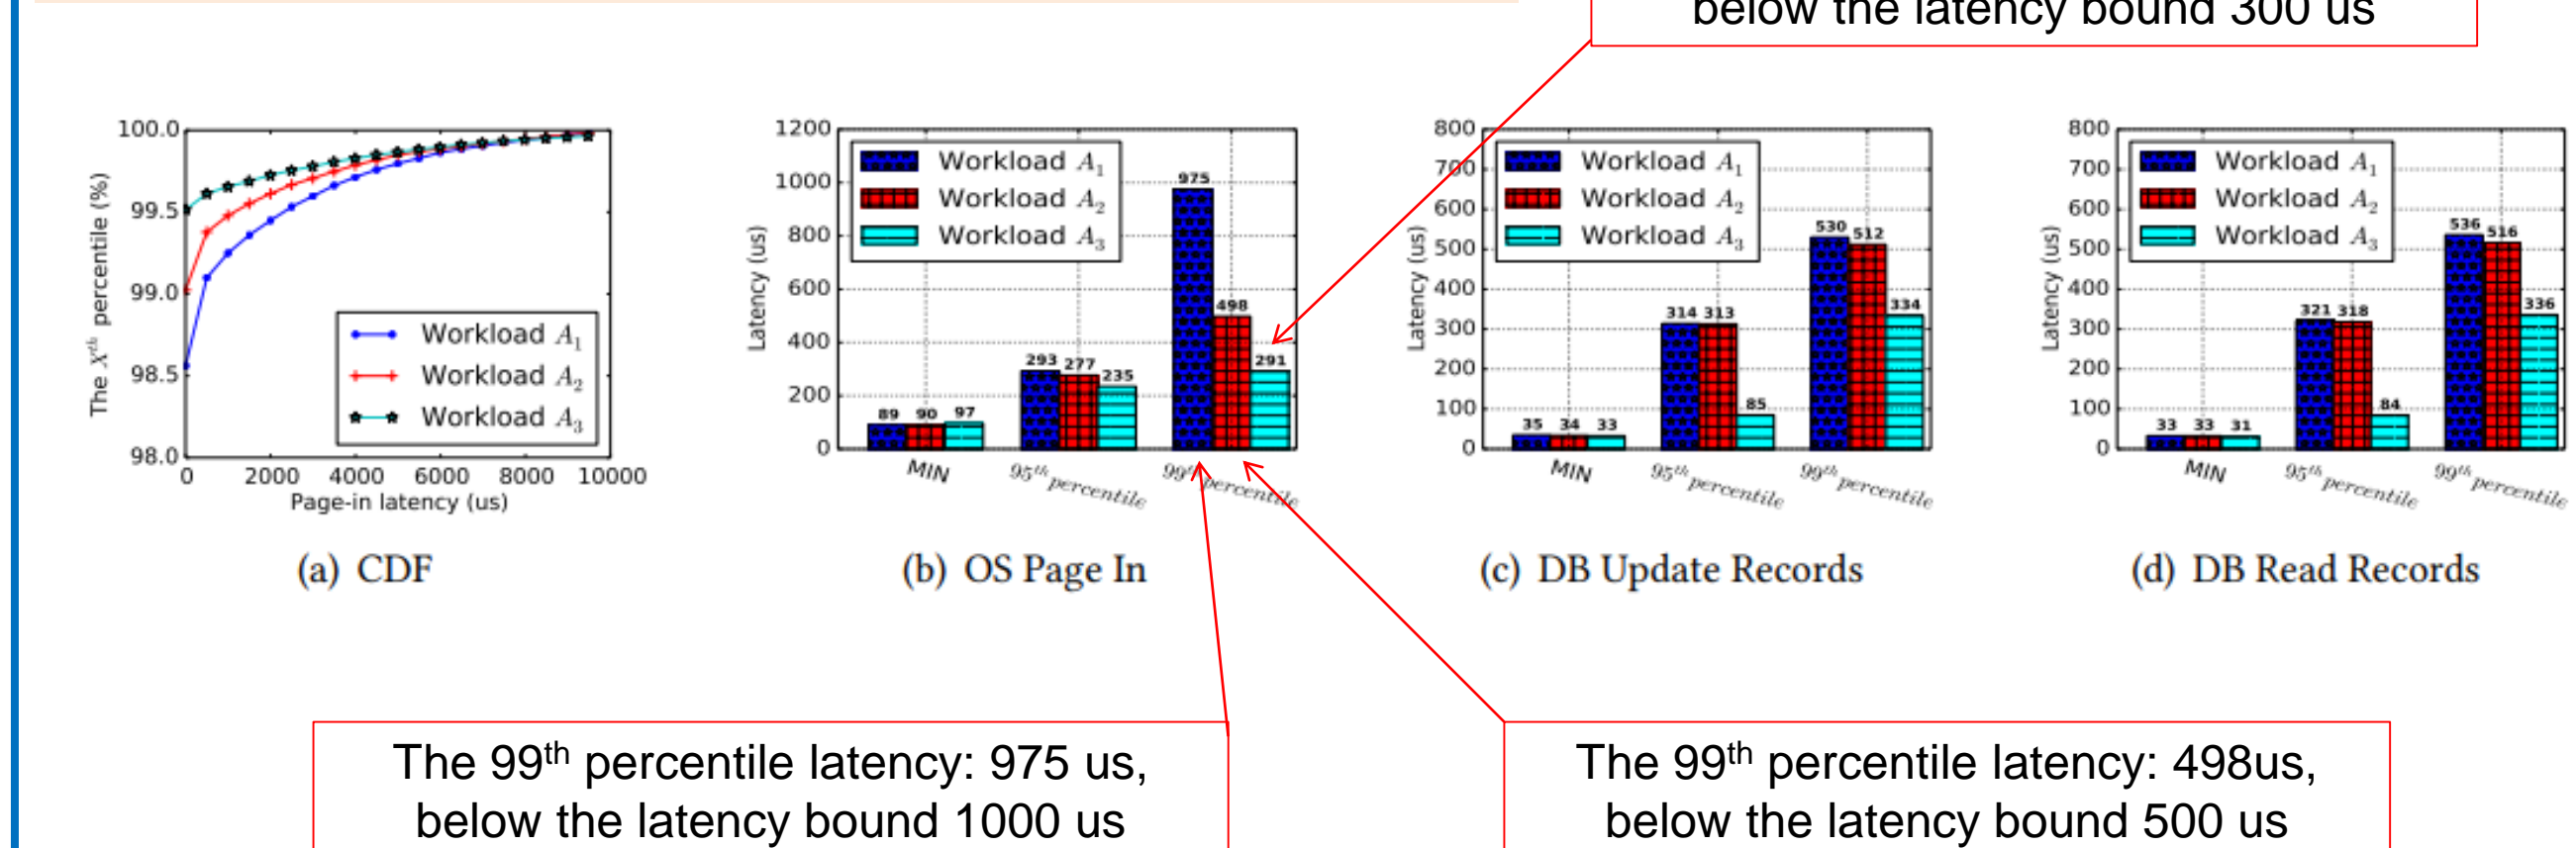 below the latency bound 300 us
100.0
99.5
99.0
98.5
98.0
The Xth percentile (%)
0 2000 4000 6000 8000 10000
Page-in latency (us)
Workload A1
Workload A2
Workload A3
(a) CDF
1200
1000
800
600
400
200
0
Latency (us)
Workload A1
Workload A2
Workload A3
89 90 97
293 277 235
975 498 291
MIN 95th percentile 99th percentile
(b) OS Page In
800
700
600
500
400
300
200
100
0
Latency (us)
Workload A1
Workload A2
Workload A3
35 34 33
314 313 85
530 512 334
MIN 95th percentile 99th percentile
(c) DB Update Records
800
700
600
500
400
300
200
100
0
Latency (us)
Workload A1
Workload A2
Workload A3
33 33 31
321 318 84
536 516 336
MIN 95th percentile 99th percentile
(d) DB Read Records
The 99th percentile latency: 975 us,
below the latency bound 1000 us
The 99th percentile latency: 498us,
below the latency bound 500 us